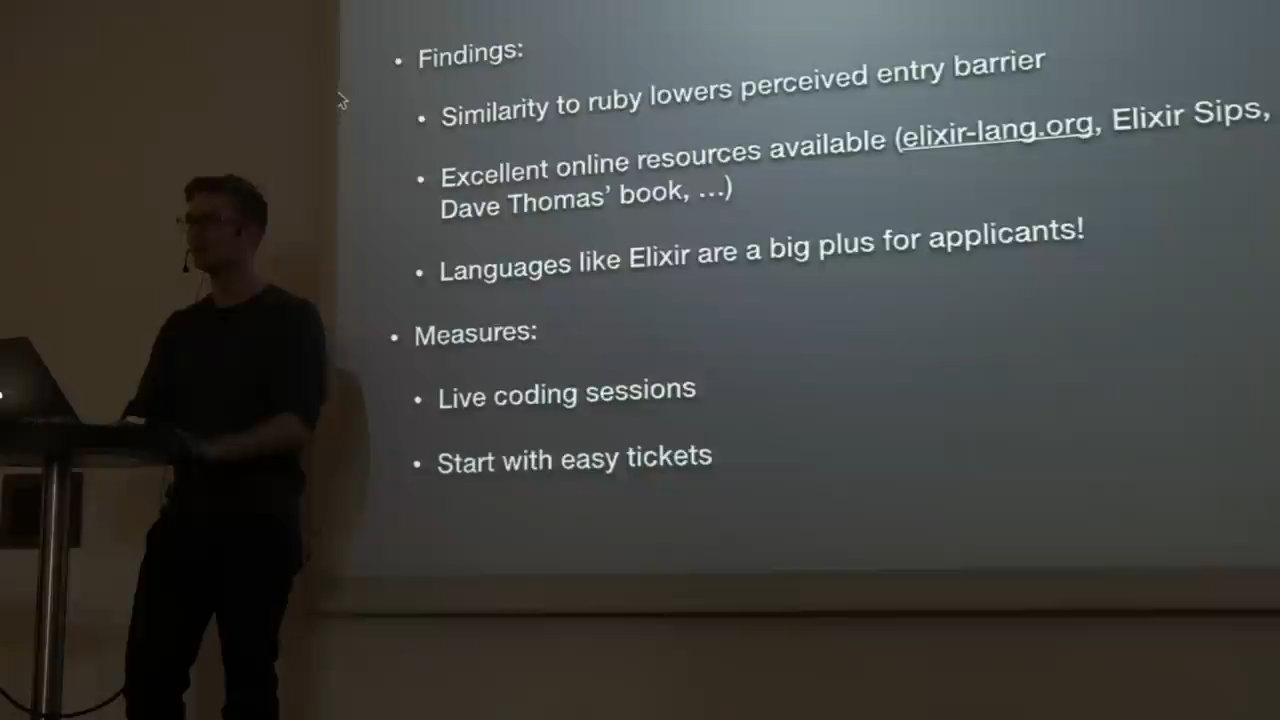 • Findings:
• Similarity to ruby lowers perceived entry barrier
• Excellent online resources available (elixir-lang.org, Elixir Sips,
Dave Thomas’ book, …)
• Languages like Elixir are a big plus for applicants!
• Measures:
• Live coding sessions
• Start with easy tickets